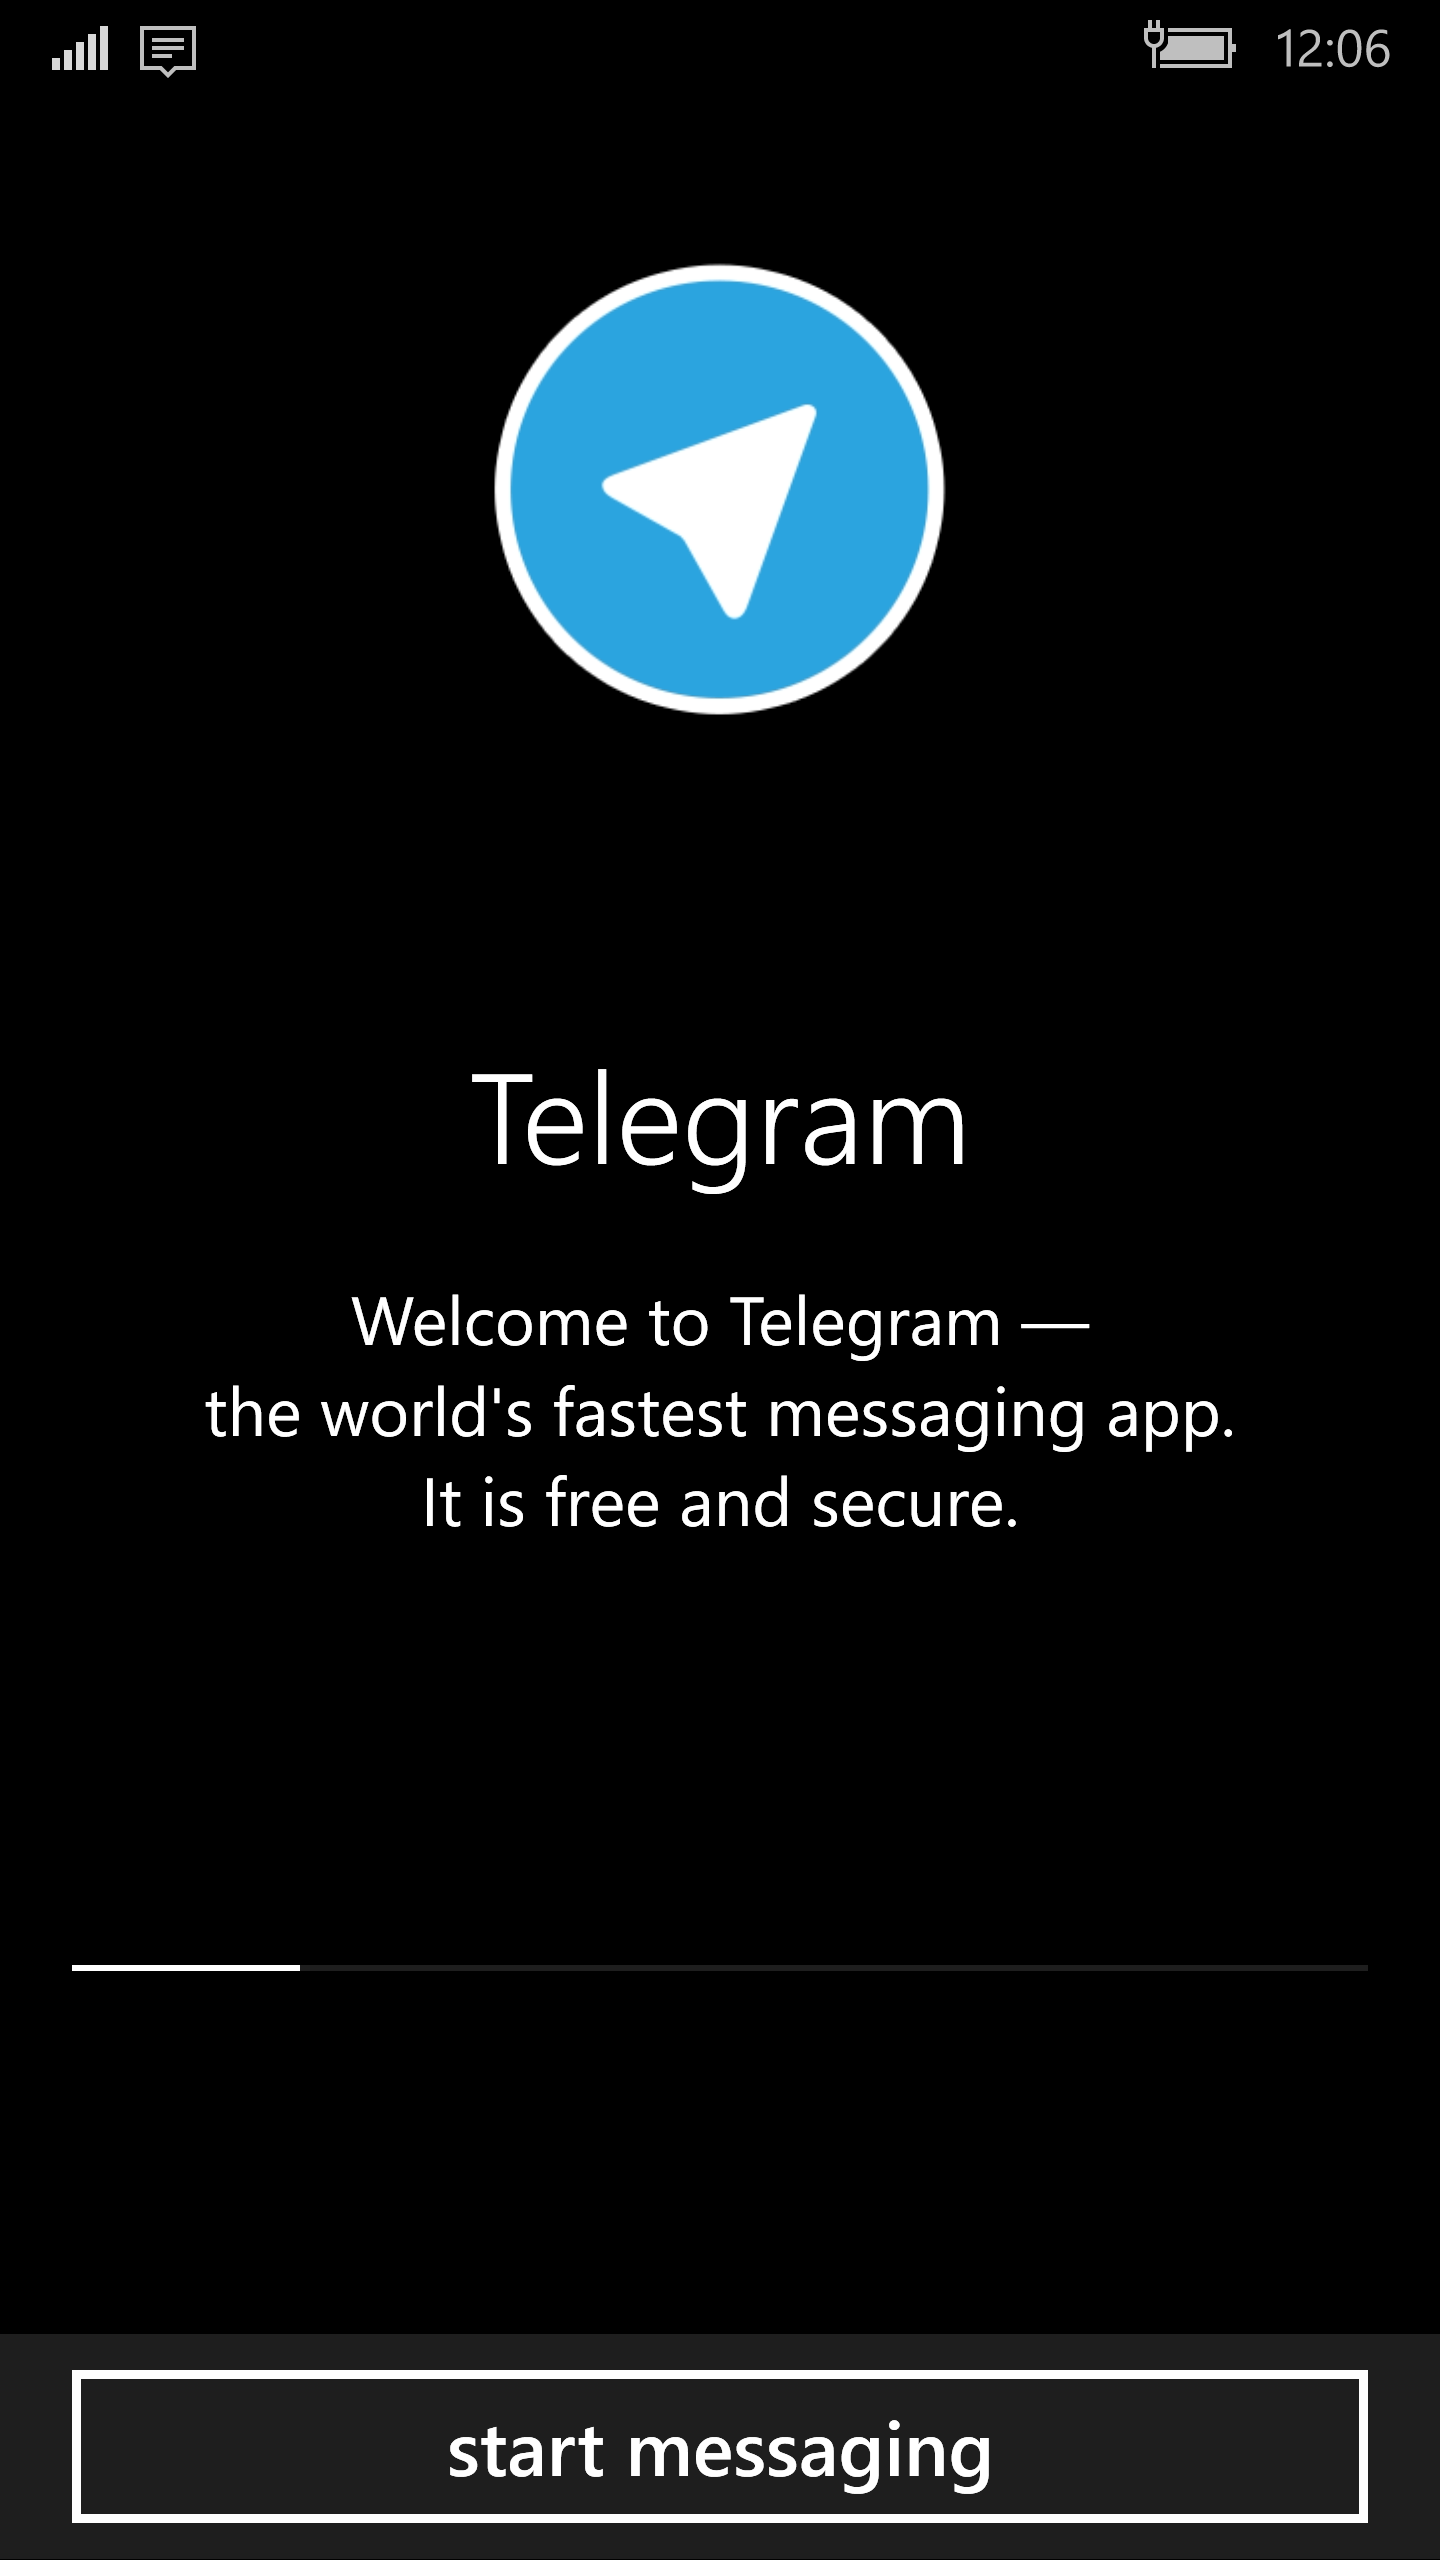 12:06
Telegram
Welcome to Telegram —
the world's fastest messaging app.
It is free and secure.
start messaging